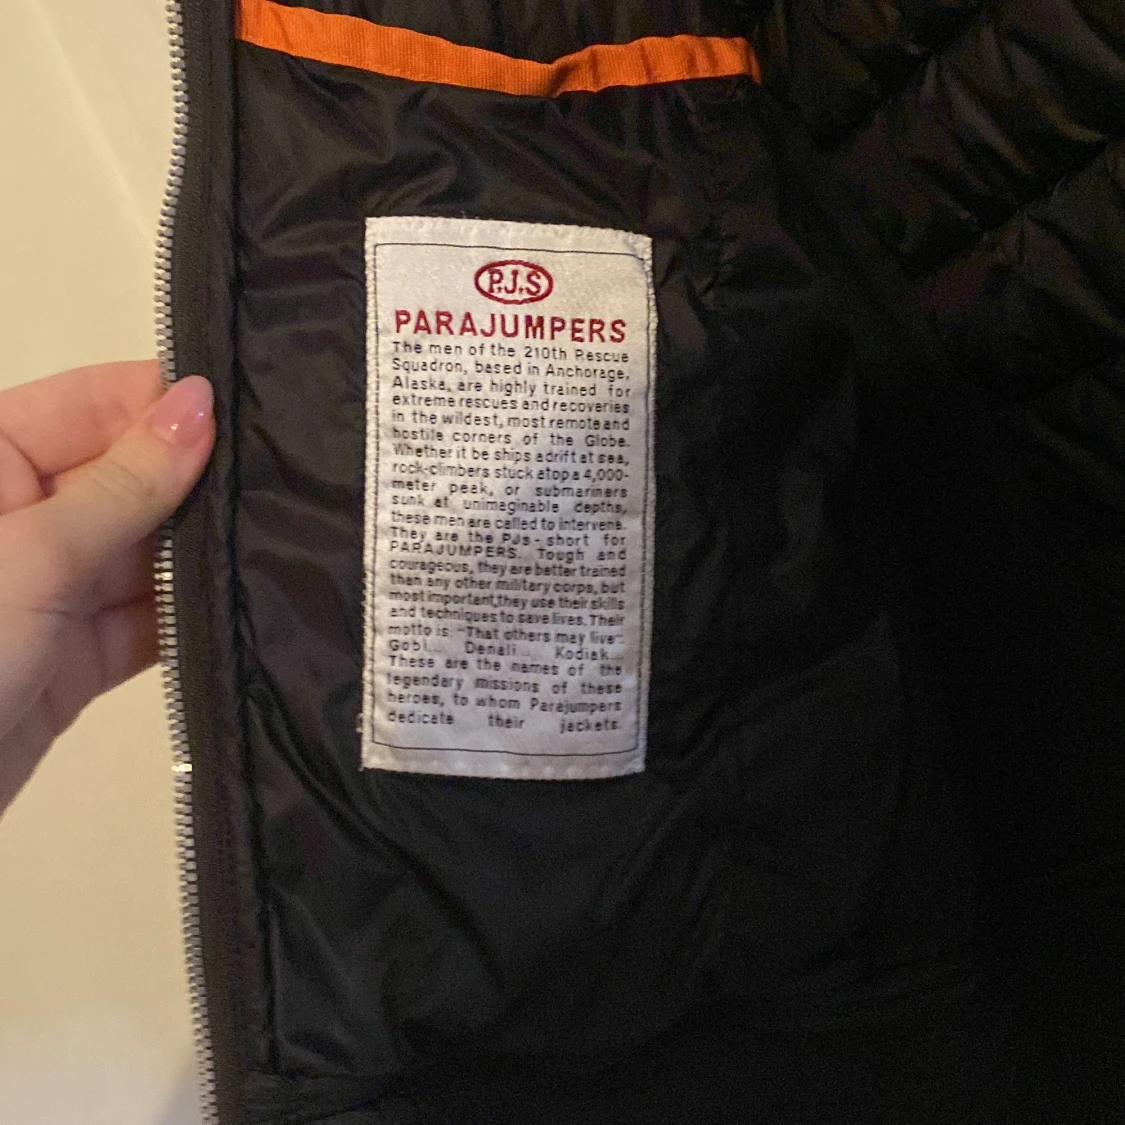 P.J.S
PARAJUMPERS
The men of the 210th Rescue
Squadron, based in Anchorage,
Alaska, are highly trained for
extreme rescues and recoveries
in the wildest, most remote and
hostile corners of the Globe.
Whether it be ships adrift at sea,
rock-climbers stuck atop a 4,000-
meter peak, or submariners
sunk at unimaginable depths,
these men are called to intervene.
They are the PJs - short for
PARAJUMPERS. Tough and
courageous, they are better trained
than any other military corps, but
most important, they use their skills
and techniques to save lives. Their
motto is: "That others may live".
Gobi... Denali... Kodiak...
These are the names of the
legendary missions of these
heroes, to whom Parajumpers
dedicate their jackets.